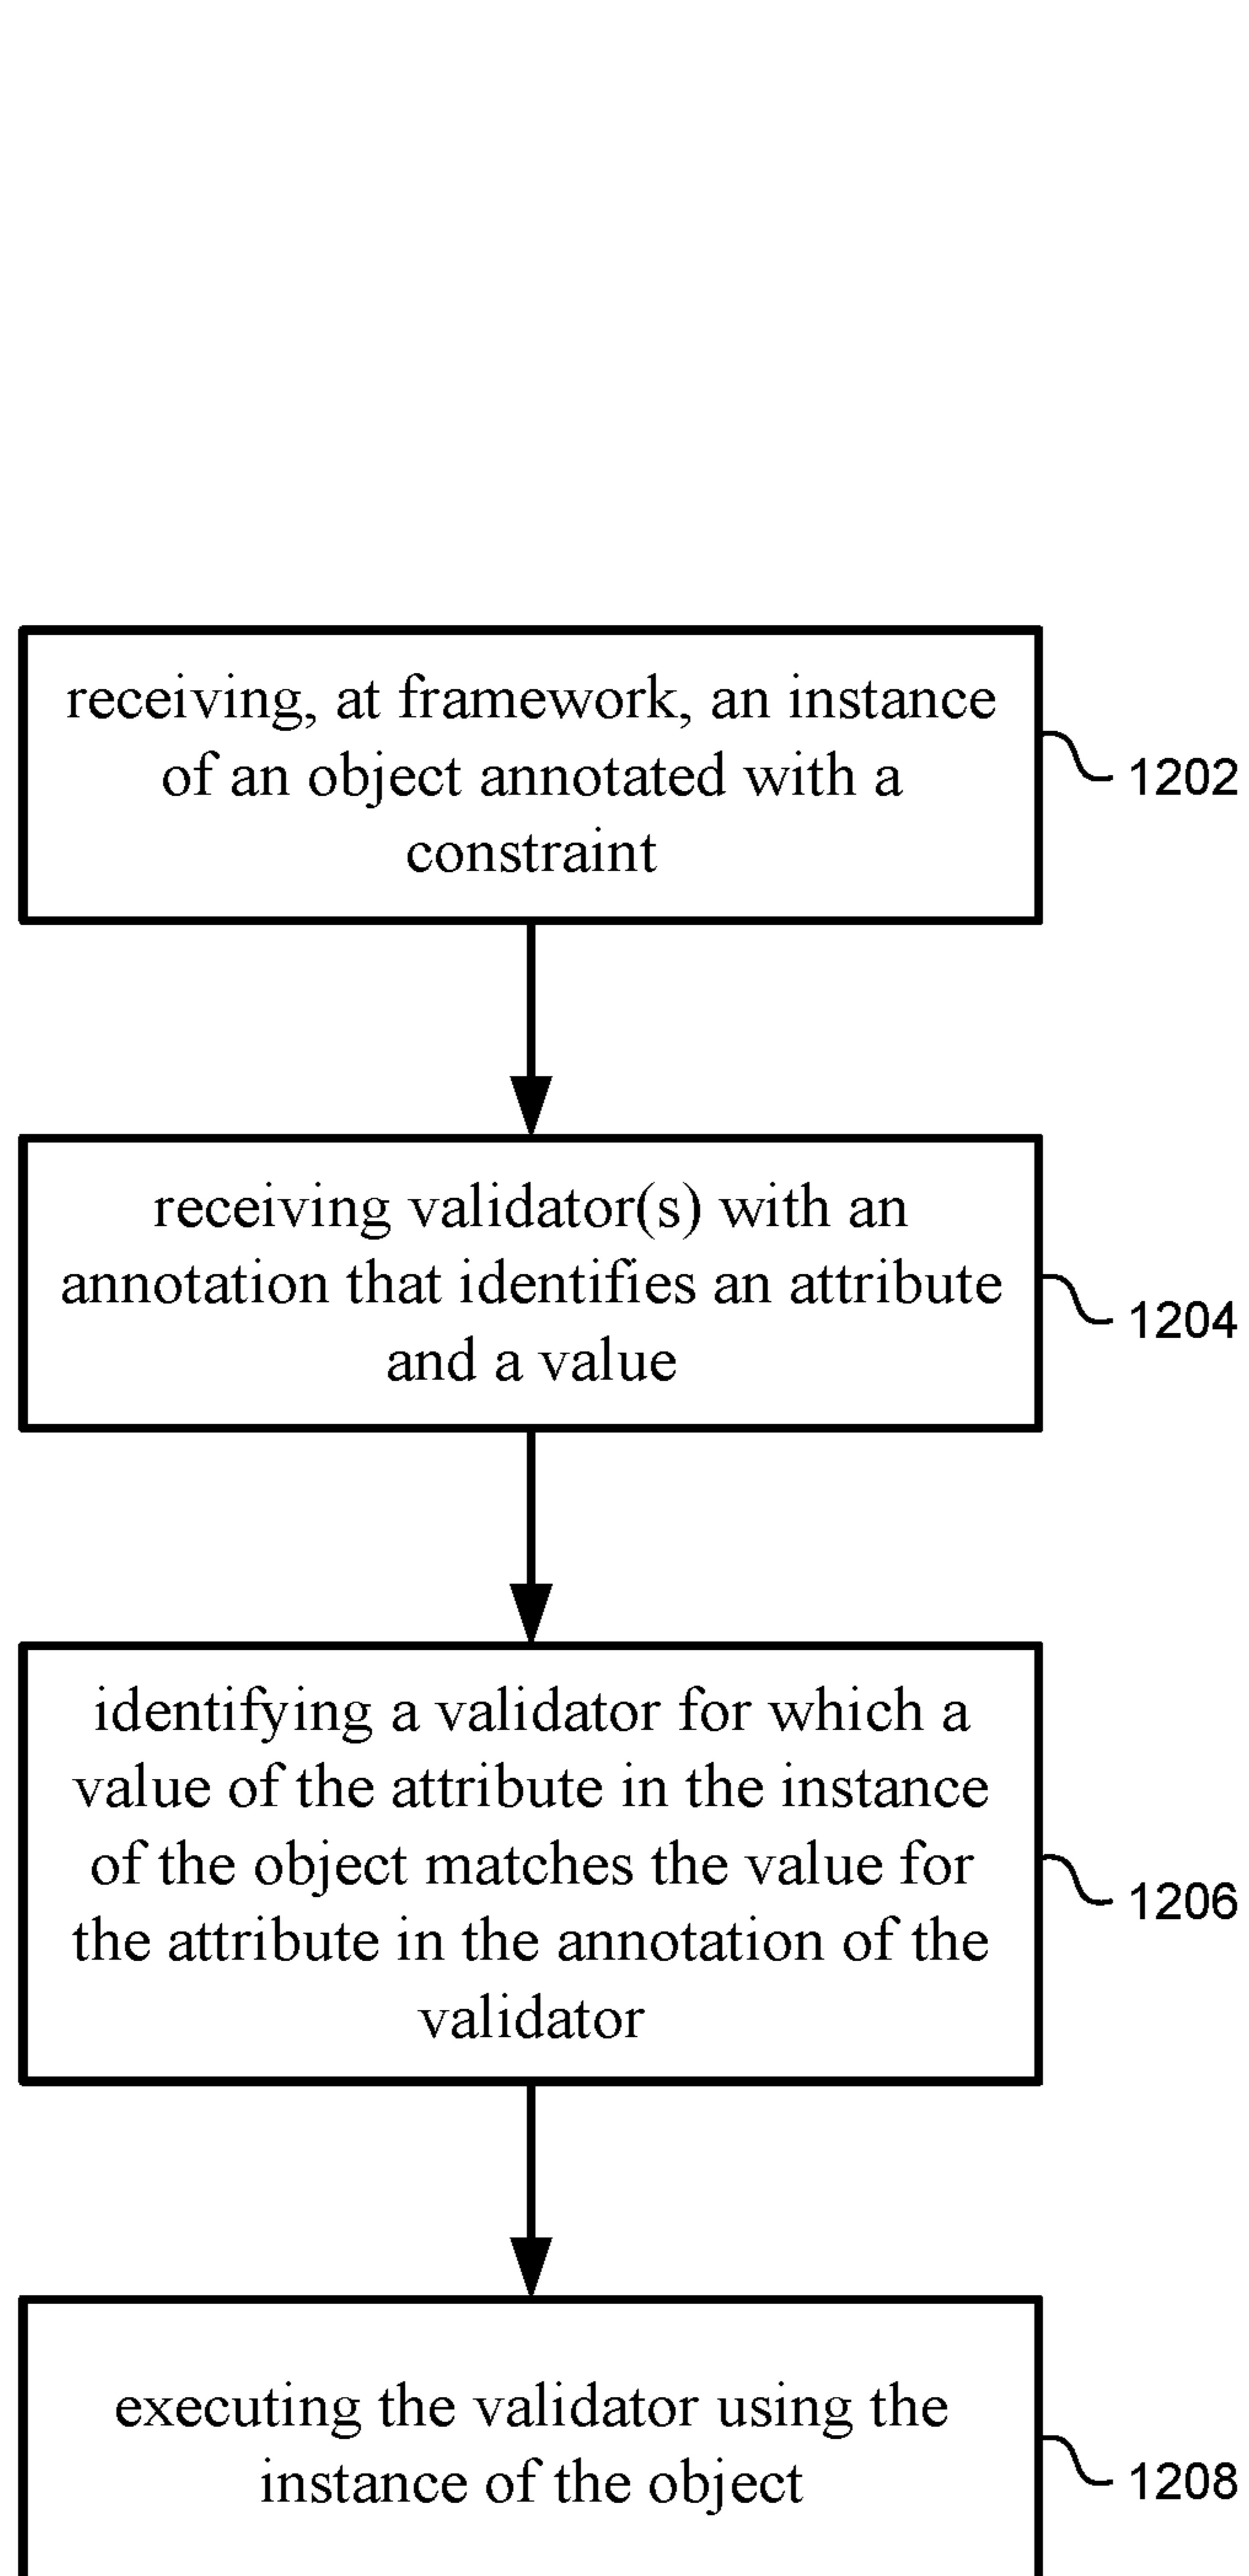 receiving, at framework, an instance
of an object annotated with a
constraint
1202
receiving validator(s) with an
annotation that identifies an attribute
and a value
1204
identifying a validator for which a
value of the attribute in the instance
of the object matches the value for
the attribute in the annotation of the
validator
1206
executing the validator using the
instance of the object
1208